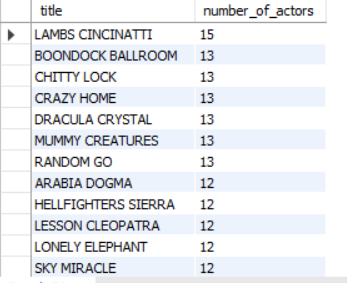 title number_of_actors
LAMBS CINCINATTI 15
BOONDOCK BALLROOM 13
CHITTY LOCK 13
CRAZY HOME 13
DRACULA CRYSTAL 13
MUMMY CREATURES 13
RANDOM GO 13
ARABIA DOGMA 12
HELLFIGHTERS SIERRA 12
LESSON CLEOPATRA 12
LONELY ELEPHANT 12
SKY MIRACLE 12